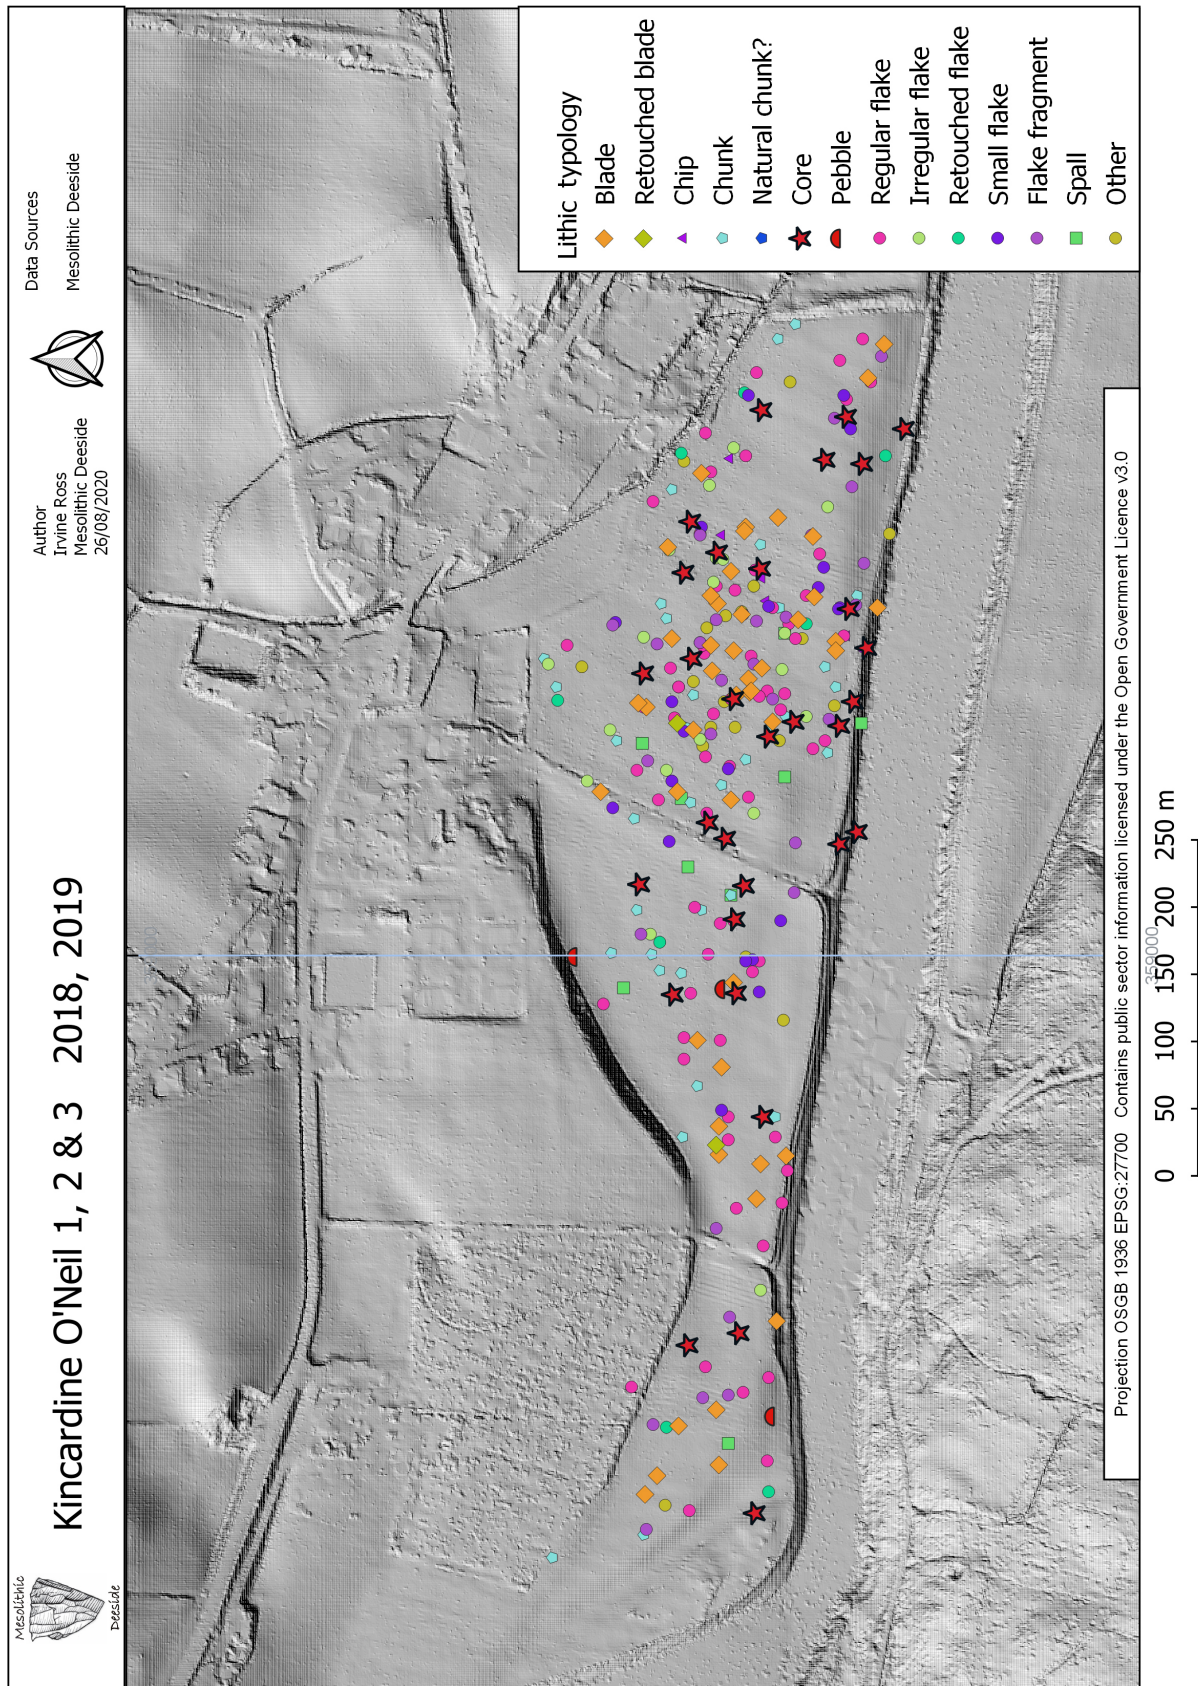 Mesolithic
Deeside
Kincardine O'Neil 1, 2 & 3 2018, 2019
Author
Irvine Ross
Mesolithic Deeside
26/08/2020
Data Sources
Mesolithic Deeside
Lithic typology
Blade
Retouched blade
Chip
Chunk
Natural chunk?
Core
Pebble
Regular flake
Irregular flake
Retouched flake
Small flake
Flake fragment
Spall
Other
359000
Projection OSGB 1936 EPSG:27700 Contains public sector information licensed under the Open Government Licence v3.0
0 50 100 150 200 250 m